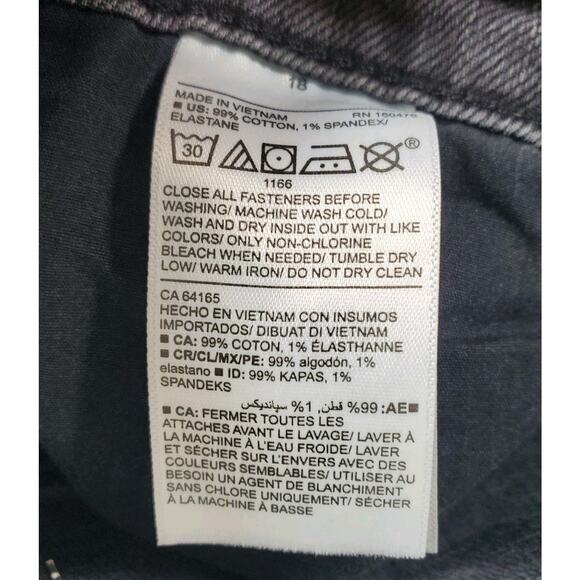 18
MADE IN VIETNAM RN 160476
■ US: 99% COTTON, 1% SPANDEX/
ELASTANE
30 ®
1166
CLOSE ALL FASTENERS BEFORE
WASHING/ MACHINE WASH COLD/
WASH AND DRY INSIDE OUT WITH LIKE
COLORS/ ONLY NON-CHLORINE
BLEACH WHEN NEEDED/ TUMBLE DRY
LOW/ WARM IRON/ DO NOT DRY CLEAN
CA 64165
HECHO EN VIETNAM CON INSUMOS
IMPORTADOS/ DIBUAT DI VIETNAM
■ CA: 99% COTON, 1% ÉLASTHANNE
■ CR/CL/MX/PE: 99% algodón, 1%
elastano ■ ID: 99% KAPAS, 1%
SPANDEKS
■ AE: 99% قطن, 1% سپانديكس
■ CA: FERMER TOUTES LES
ATTACHES AVANT LE LAVAGE/ LAVER À
LA MACHINE À L'EAU FROIDE/ LAVER
ET SÉCHER SUR L'ENVERS AVEC DES
COULEURS SEMBLABLES/ UTILISER AU
BESOIN UN AGENT DE BLANCHIMENT
SANS CHLORE UNIQUEMENT/ SÉCHER
À LA MACHINE À BASSE